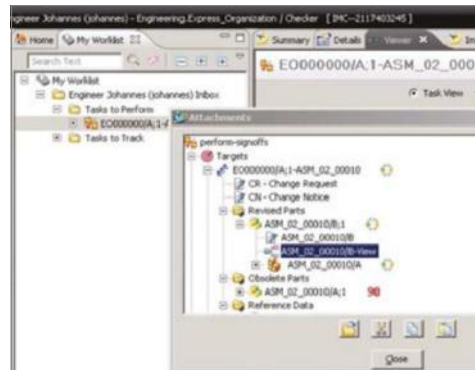 gineer Johannes (johannes) - Engineering.Express_Organization / Checker [ IMC--2117403245 ]
Home My Worklist Summary Details Viewer
Search Text
EO000000/A;1-ASM_02_000
My Worklist
Task View
Engineer Johannes (johannes) Inbox
Tasks to Perform
EO000000/A;1-
Tasks to Track
Attachments
perform-signoffs
Targets
EO000000/A;1-ASM_02_00010
CR - Change Request
CN - Change Notice
Revised Parts
ASM_02_00010/B;1
ASM_02_00010/B
ASM_02_00010/B-View
ASM_02_00010/A
Obsolete Parts
ASM_02_00010/A;1
Reference Data
Close